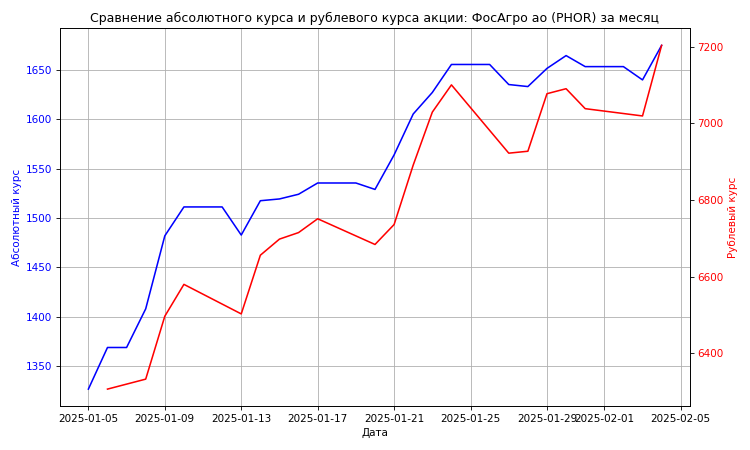 Сравнение абсолютного курса и рублевого курса акции: ФосАгро ао (PHOR) за месяц
Абсолютный курс
1650
1600
1550
1500
1450
1400
1350
7200
7000
6800
6600
6400
Рублевый курс
2025-01-05 2025-01-09 2025-01-13 2025-01-17 2025-01-21 2025-01-25 2025-01-29 2025-02-01 2025-02-05
Дата